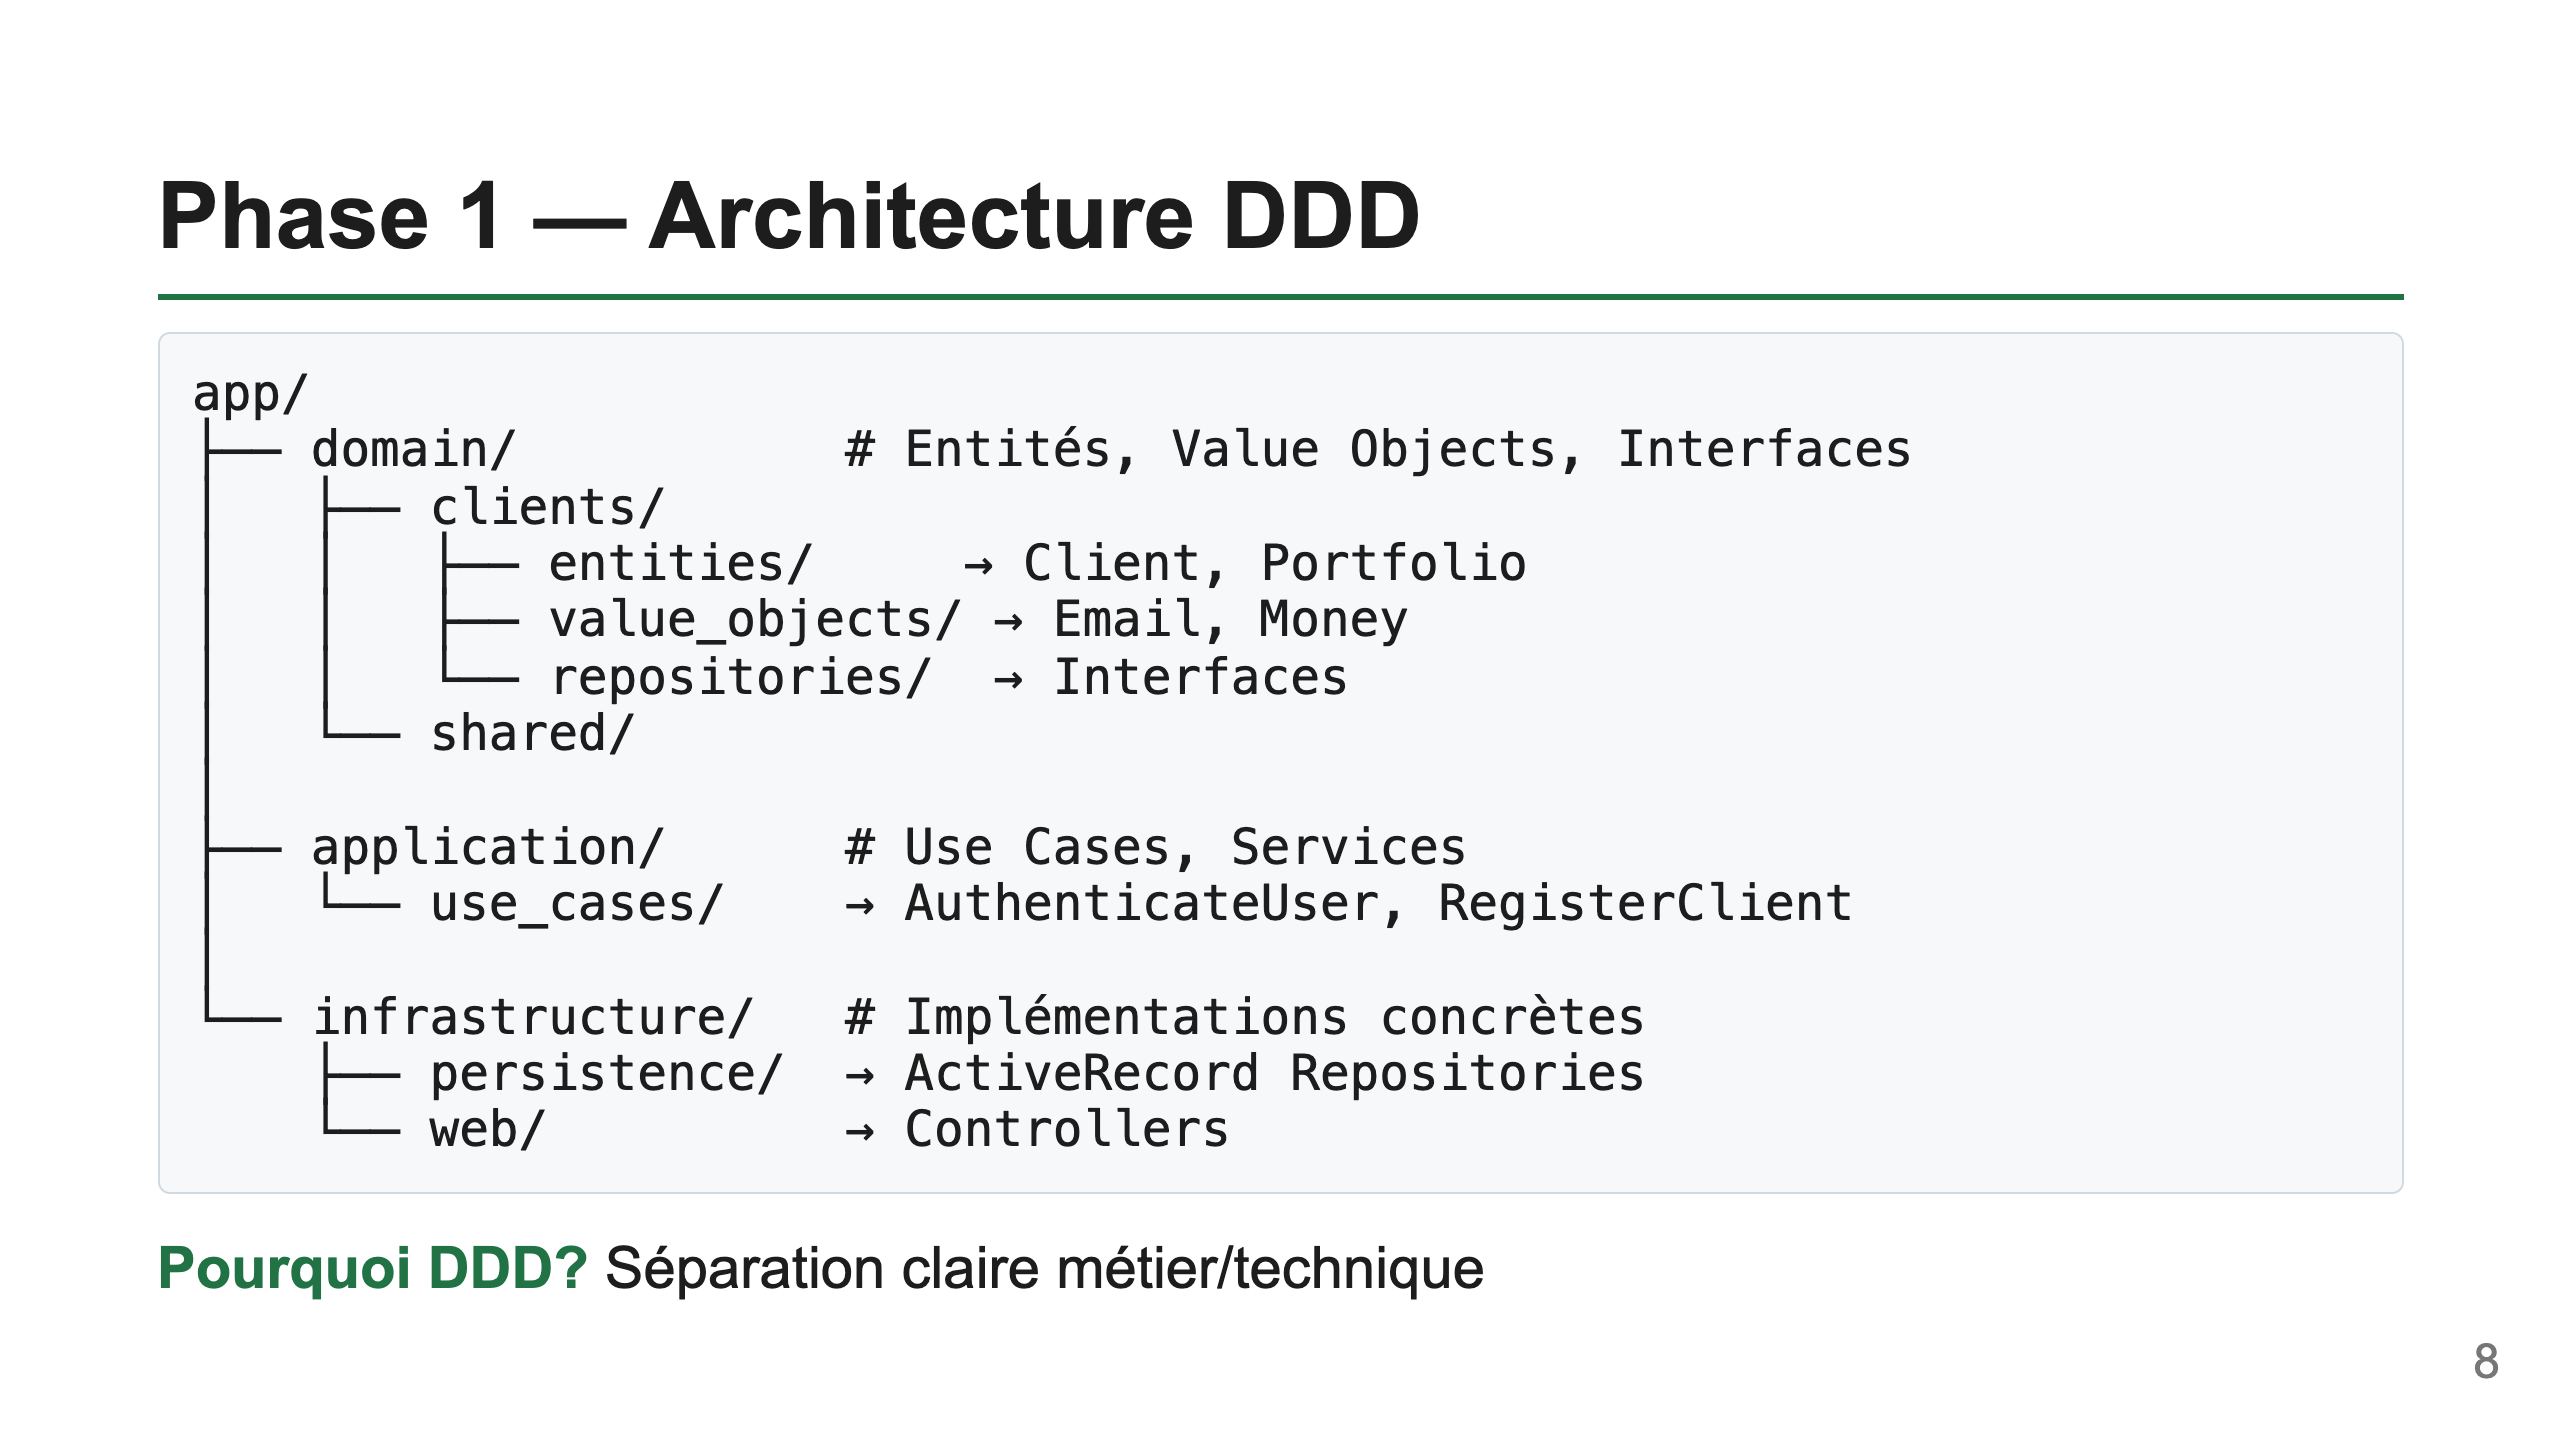 Phase 1 — Architecture DDD
app/
├── domain/           # Entités, Value Objects, Interfaces
│   ├── clients/
│   │   ├── entities/     → Client, Portfolio
│   │   ├── value_objects/ → Email, Money
│   │   └── repositories/  → Interfaces
│   └── shared/
│
├── application/      # Use Cases, Services
│   └── use_cases/    → AuthenticateUser, RegisterClient
│
└── infrastructure/   # Implémentations concrètes
    ├── persistence/  → ActiveRecord Repositories
    └── web/          → Controllers
Pourquoi DDD? Séparation claire métier/technique
8